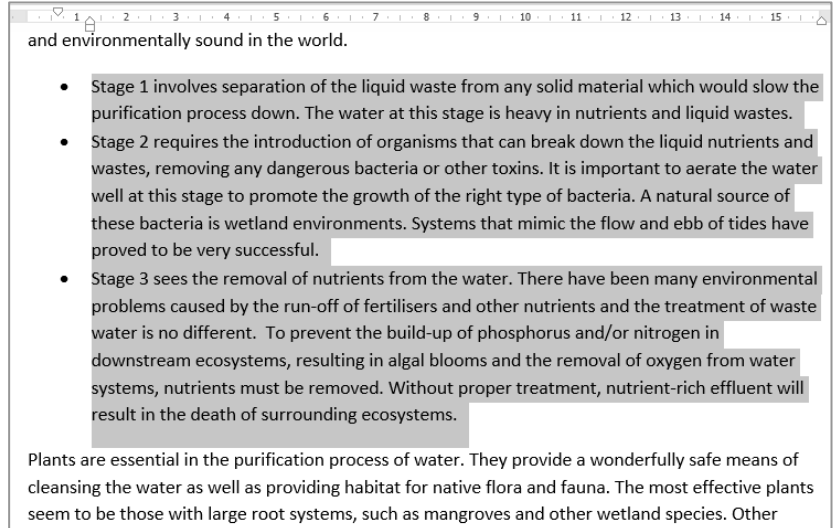 1 2 3 4 5 6 7 8 9 10 11 12 13 14 15
and environmentally sound in the world.
• Stage 1 involves separation of the liquid waste from any solid material which would slow the
purification process down. The water at this stage is heavy in nutrients and liquid wastes.
• Stage 2 requires the introduction of organisms that can break down the liquid nutrients and
wastes, removing any dangerous bacteria or other toxins. It is important to aerate the water
well at this stage to promote the growth of the right type of bacteria. A natural source of
these bacteria is wetland environments. Systems that mimic the flow and ebb of tides have
proved to be very successful.
• Stage 3 sees the removal of nutrients from the water. There have been many environmental
problems caused by the run-off of fertilisers and other nutrients and the treatment of waste
water is no different.  To prevent the build-up of phosphorus and/or nitrogen in
downstream ecosystems, resulting in algal blooms and the removal of oxygen from water
systems, nutrients must be removed. Without proper treatment, nutrient-rich effluent will
result in the death of surrounding ecosystems.
Plants are essential in the purification process of water. They provide a wonderfully safe means of
cleansing the water as well as providing habitat for native flora and fauna. The most effective plants
seem to be those with large root systems, such as mangroves and other wetland species. Other